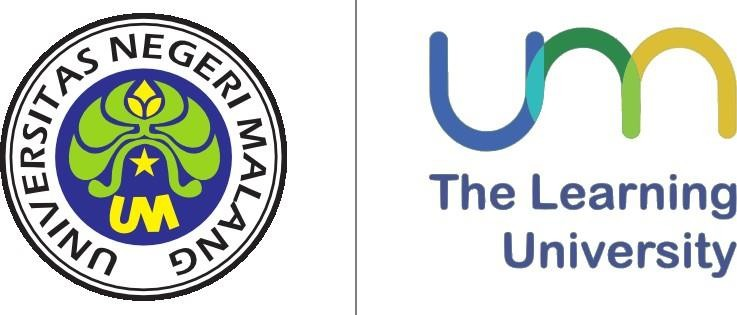 UNIVERSITAS NEGERI MALANG
UM
um
The Learning
University